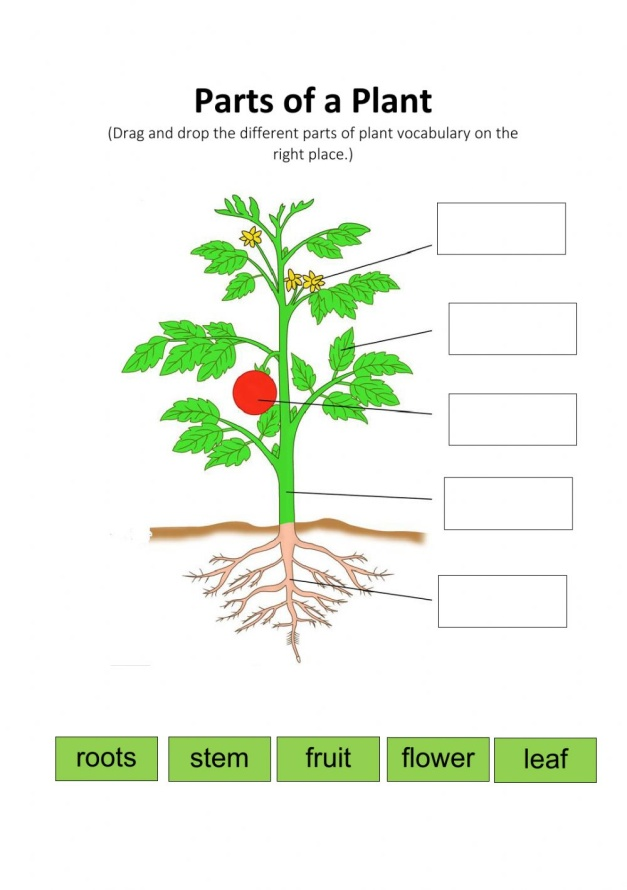 Parts of a Plant
(Drag and drop the different parts of plant vocabulary on the
right place.)
roots stem fruit flower leaf